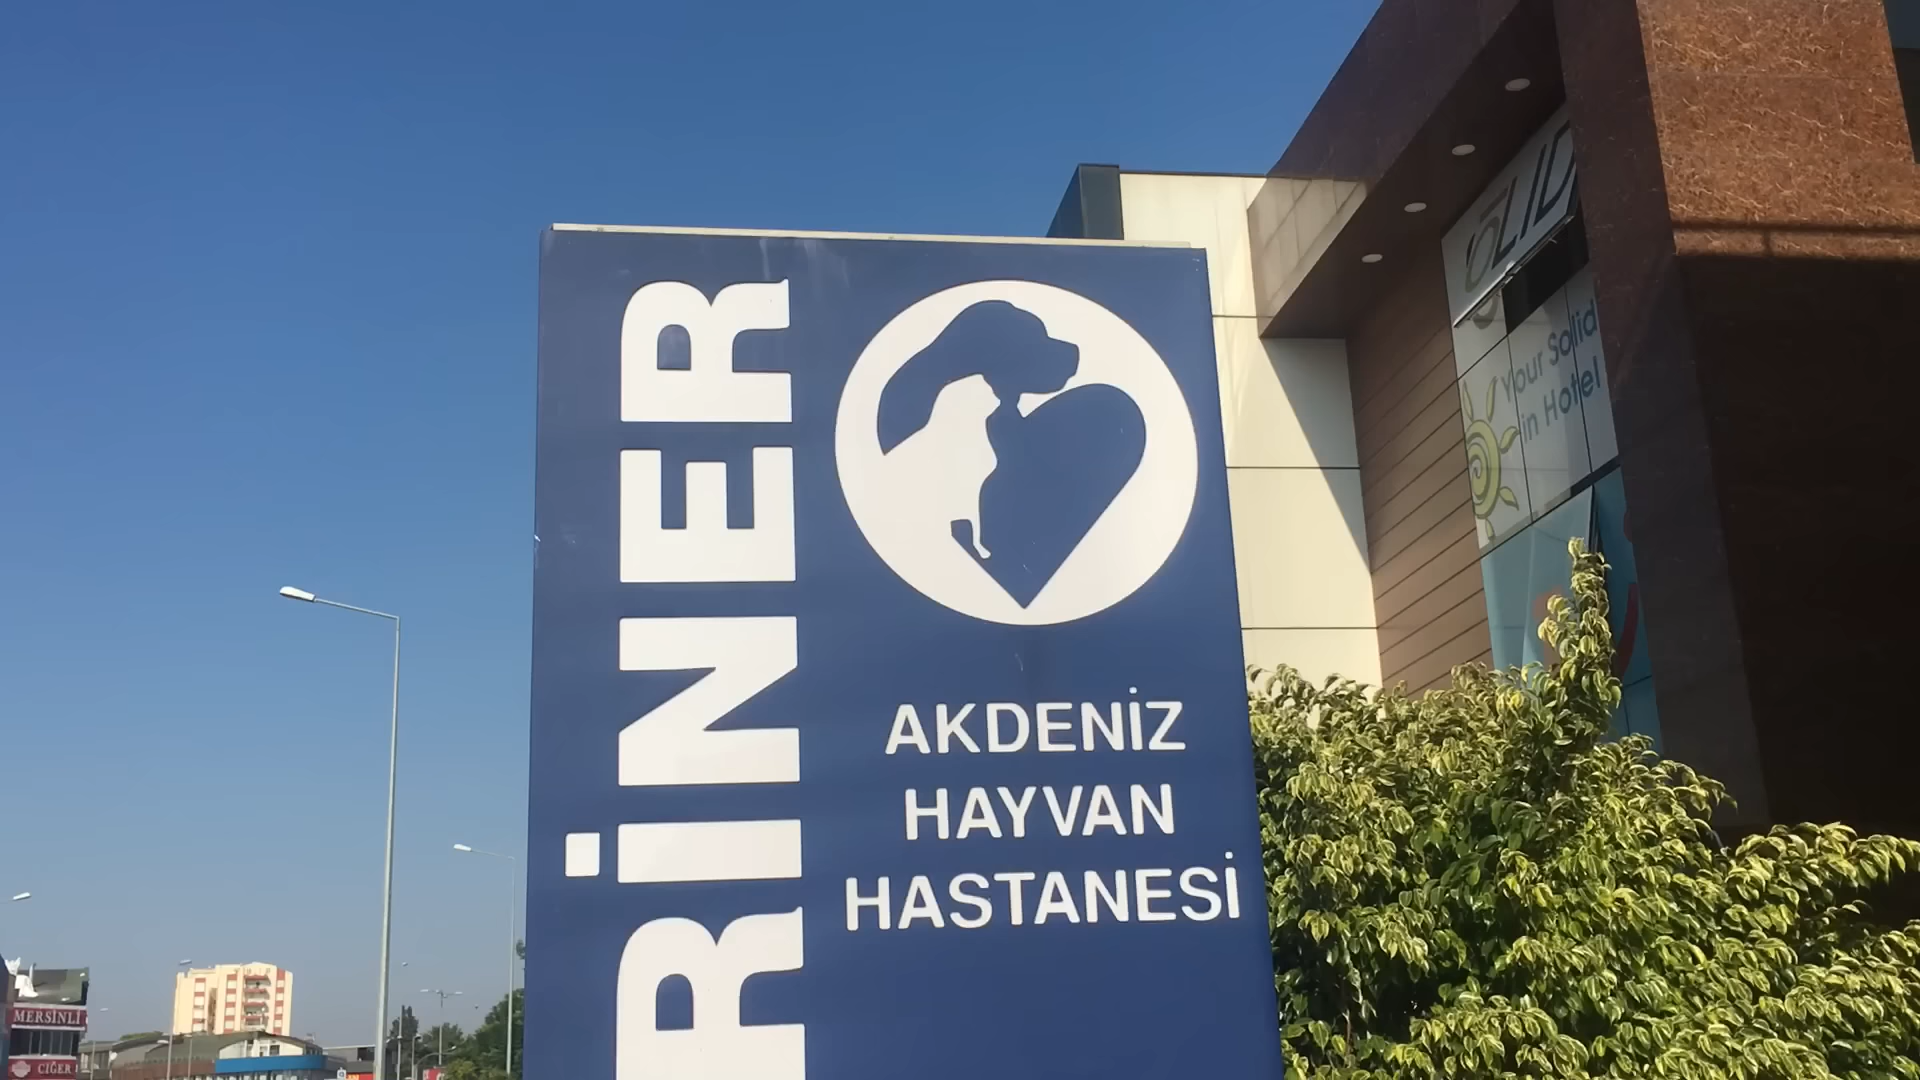 RİNER
AKDENİZ
HAYVAN
HASTANESİ
Your Solid
in Hotel
MERSİNLİ
CİĞER